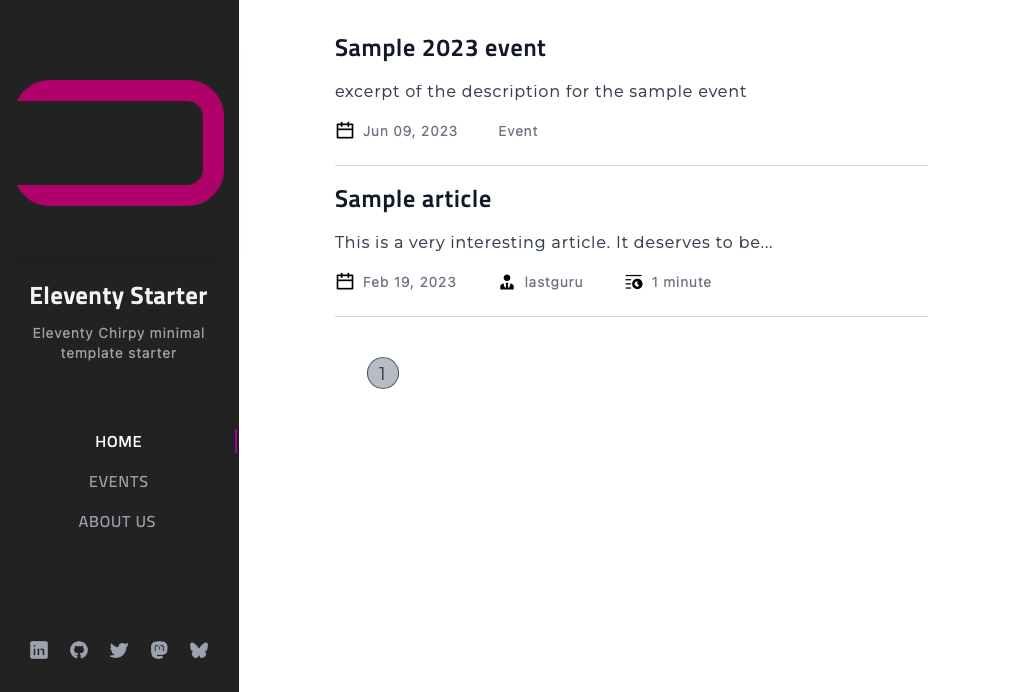 Eleventy Starter
Eleventy Chirpy minimal
template starter
HOME
EVENTS
ABOUT US
Sample 2023 event
excerpt of the description for the sample event
Jun 09, 2023 Event
Sample article
This is a very interesting article. It deserves to be...
Feb 19, 2023 lastguru 1 minute
1